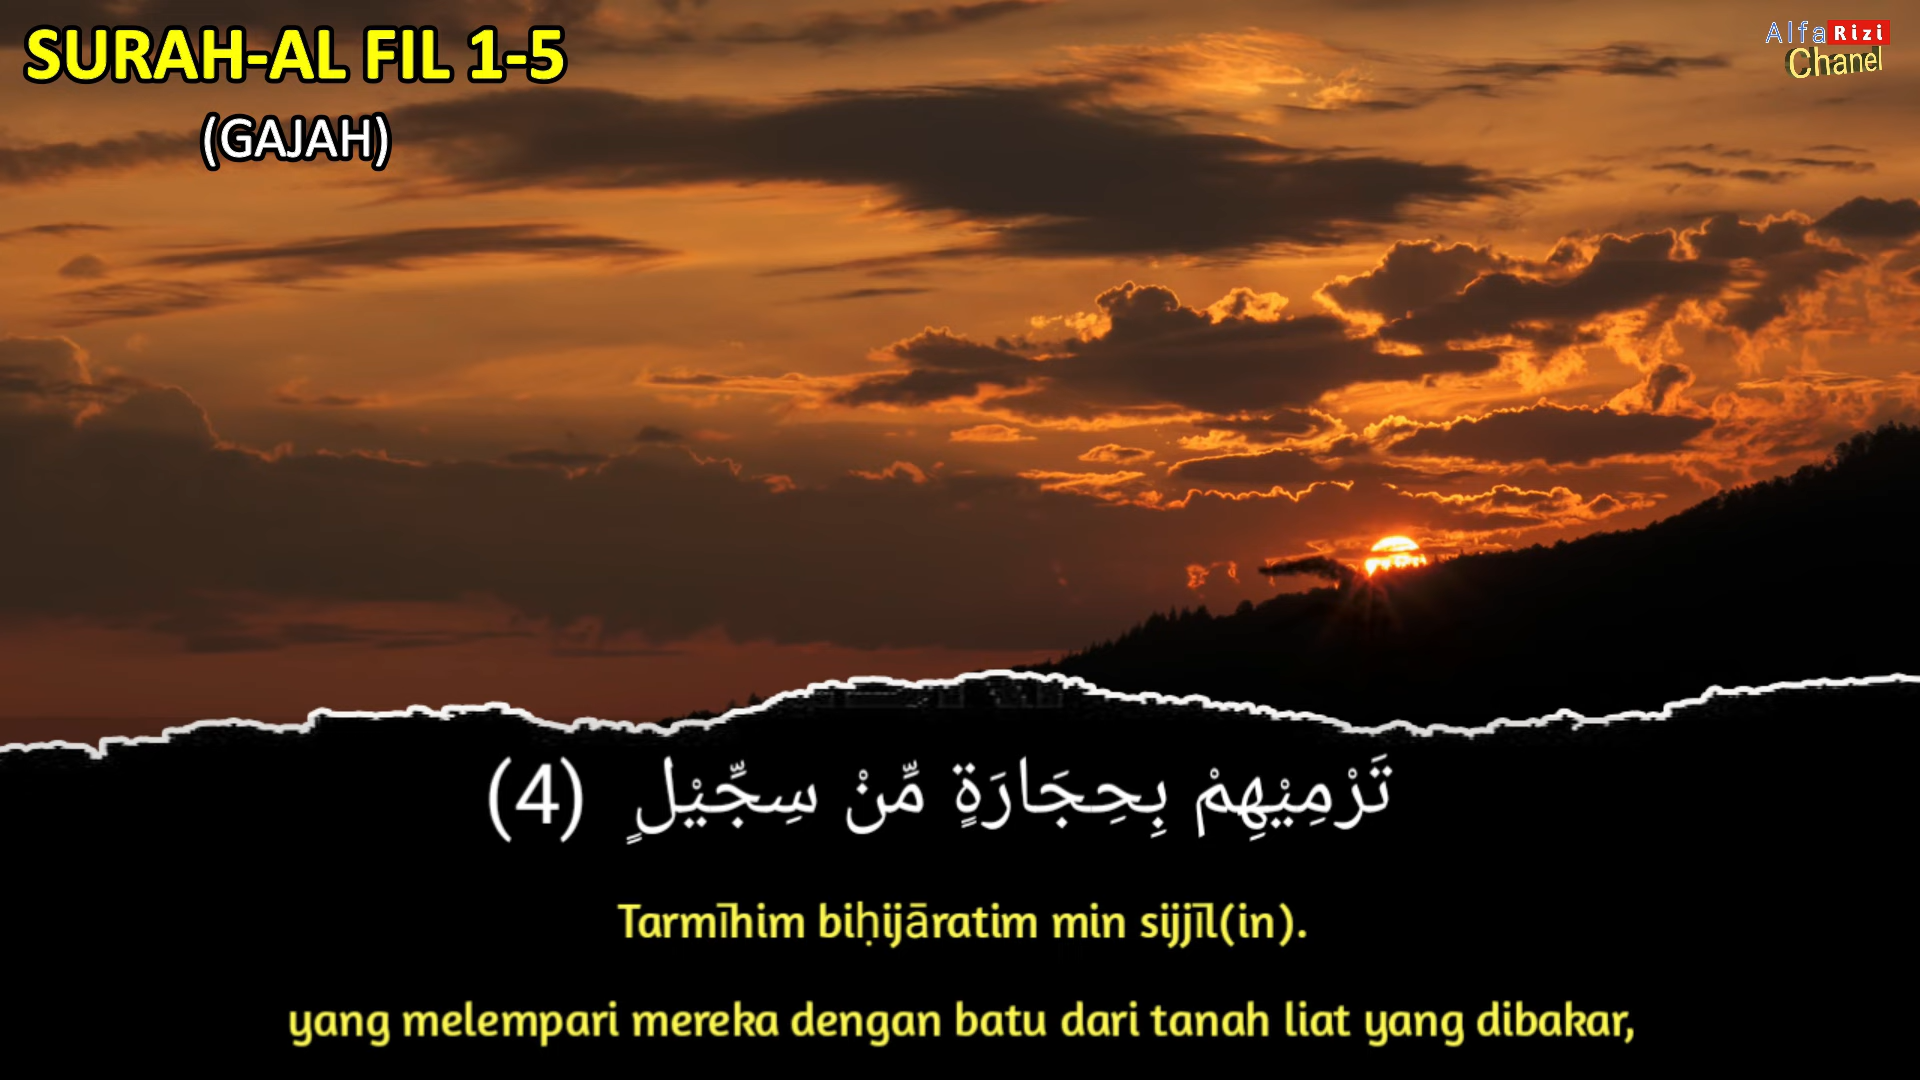 SURAH-AL FIL 1-5
(GAJAH)
Alfa Rizi
Chanel
تَرْمِيْهِمْ بِحِجَارَةٍ مِّنْ سِجِّيْلٍ (4)
Tarmīhim biḥijāratim min sijjīl(in).
yang melempari mereka dengan batu dari tanah liat yang dibakar,